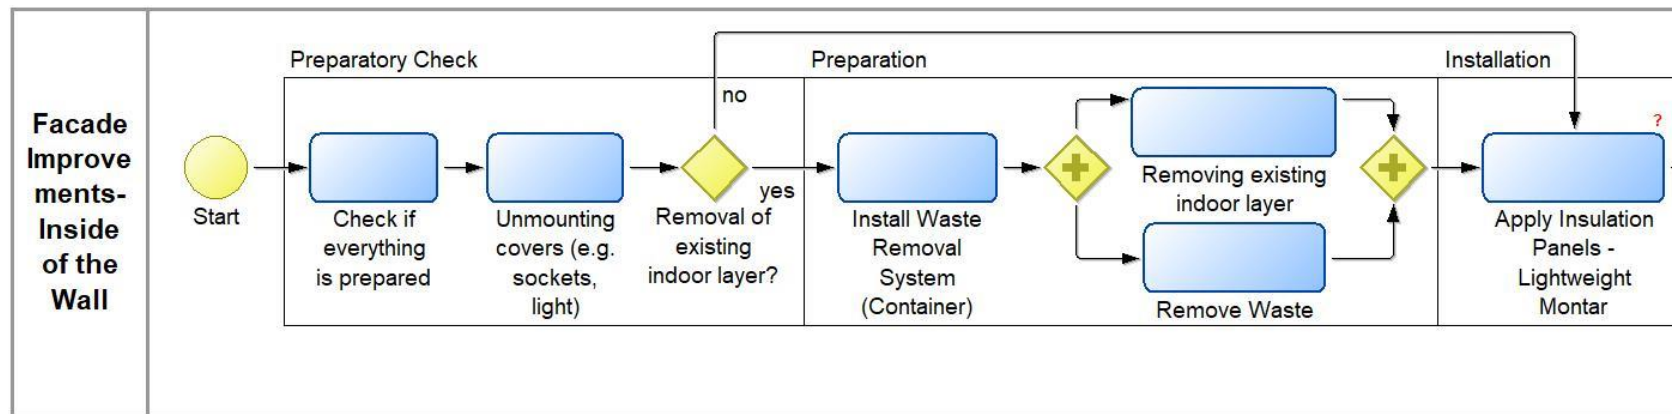 Facade
Improve
ments-
Inside
of the
Wall
Start
Preparatory Check
Check if
everything
is prepared
Unmounting
covers (e.g.
sockets,
light)
no
yes
Removal of
existing
indoor layer?
Preparation
Install Waste
Removal
System
(Container)
Removing existing
indoor layer
Remove Waste
Installation
?
Apply Insulation
Panels -
Lightweight
Montar